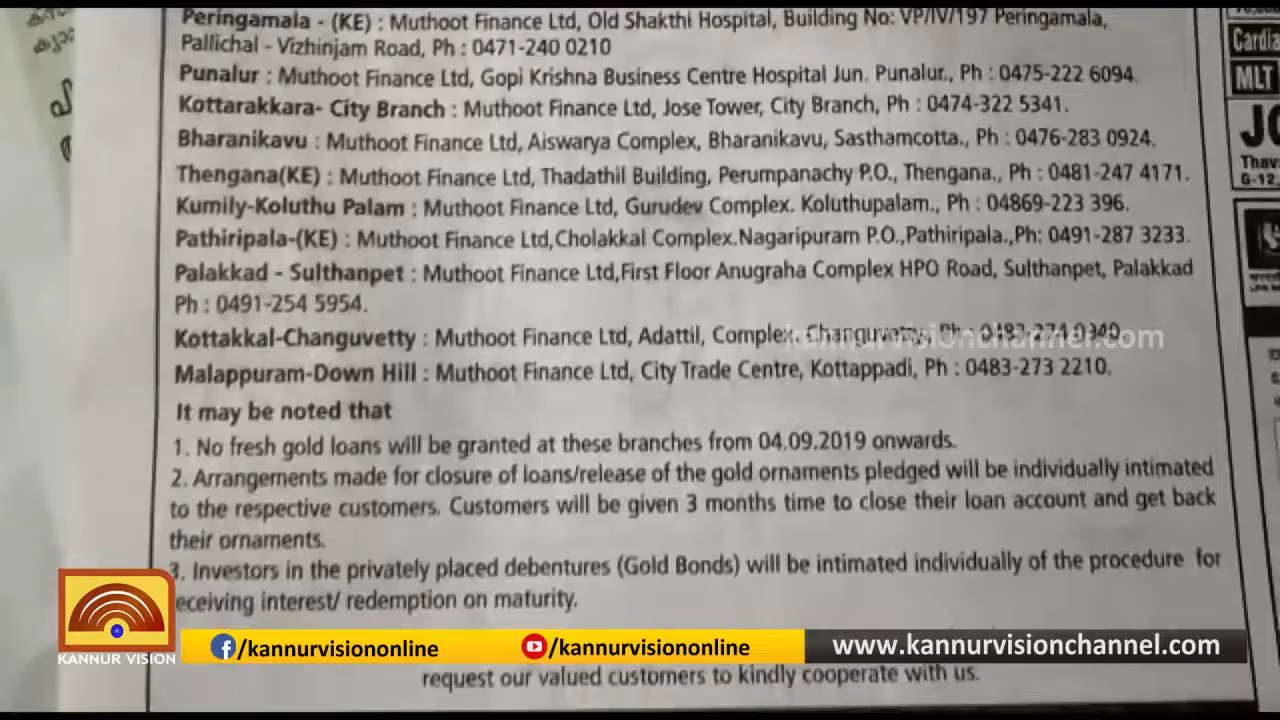 Peringamala - (KE) : Muthoot Finance Ltd, Old Shakthi Hospital, Building No: VP/IV/197 Peringamala,
Pallichal - Vizhinjam Road, Ph : 0471-240 0210
Punalur : Muthoot Finance Ltd, Gopi Krishna Business Centre Hospital Jun. Punalur., Ph : 0475-222 6094.
Kottarakkara- City Branch : Muthoot Finance Ltd, Jose Tower, City Branch, Ph : 0474-322 5341.
Bharanikavu : Muthoot Finance Ltd, Aiswarya Complex, Bharanikavu, Sasthamcotta., Ph : 0476-283 0924.
Thengana(KE) : Muthoot Finance Ltd, Thadathil Building, Perumpanachy P.O., Thengana., Ph : 0481-247 4171.
Kumily-Koluthu Palam : Muthoot Finance Ltd, Gurudev Complex. Koluthupalam., Ph : 04869-223 396.
Pathiripala-(KE) : Muthoot Finance Ltd,Cholakkal Complex.Nagaripuram P.O.,Pathiripala.,Ph: 0491-287 3233.
Palakkad - Sulthanpet : Muthoot Finance Ltd,First Floor Anugraha Complex HPO Road, Sulthanpet, Palakkad
Ph : 0491-254 5954.
Kottakkal-Changuvetty : Muthoot Finance Ltd, Adattil, Complex, Changuvetty, Ph
kannurvisionchannel.com
Malappuram-Down Hill : Muthoot Finance Ltd, City Trade Centre, Kottappadi, Ph : 0483-273 2210.
It may be noted that
1. No fresh gold loans will be granted at these branches from 04.09.2019 onwards.
2. Arrangements made for closure of loans/release of the gold ornaments pledged will be individually intimated
to the respective customers. Customers will be given 3 months time to close their loan account and get back
their ornaments.
3. Investors in the privately placed debentures (Gold Bonds) will be intimated individually of the procedure for
eceiving interest/ redemption on maturity.
request our valued customers to kindly cooperate with us.
KANNUR VISION
/kannurvisiononline
/kannurvisiononline
www.kannurvisionchannel.com
Cardia
MLT
JO
Thav
G-12